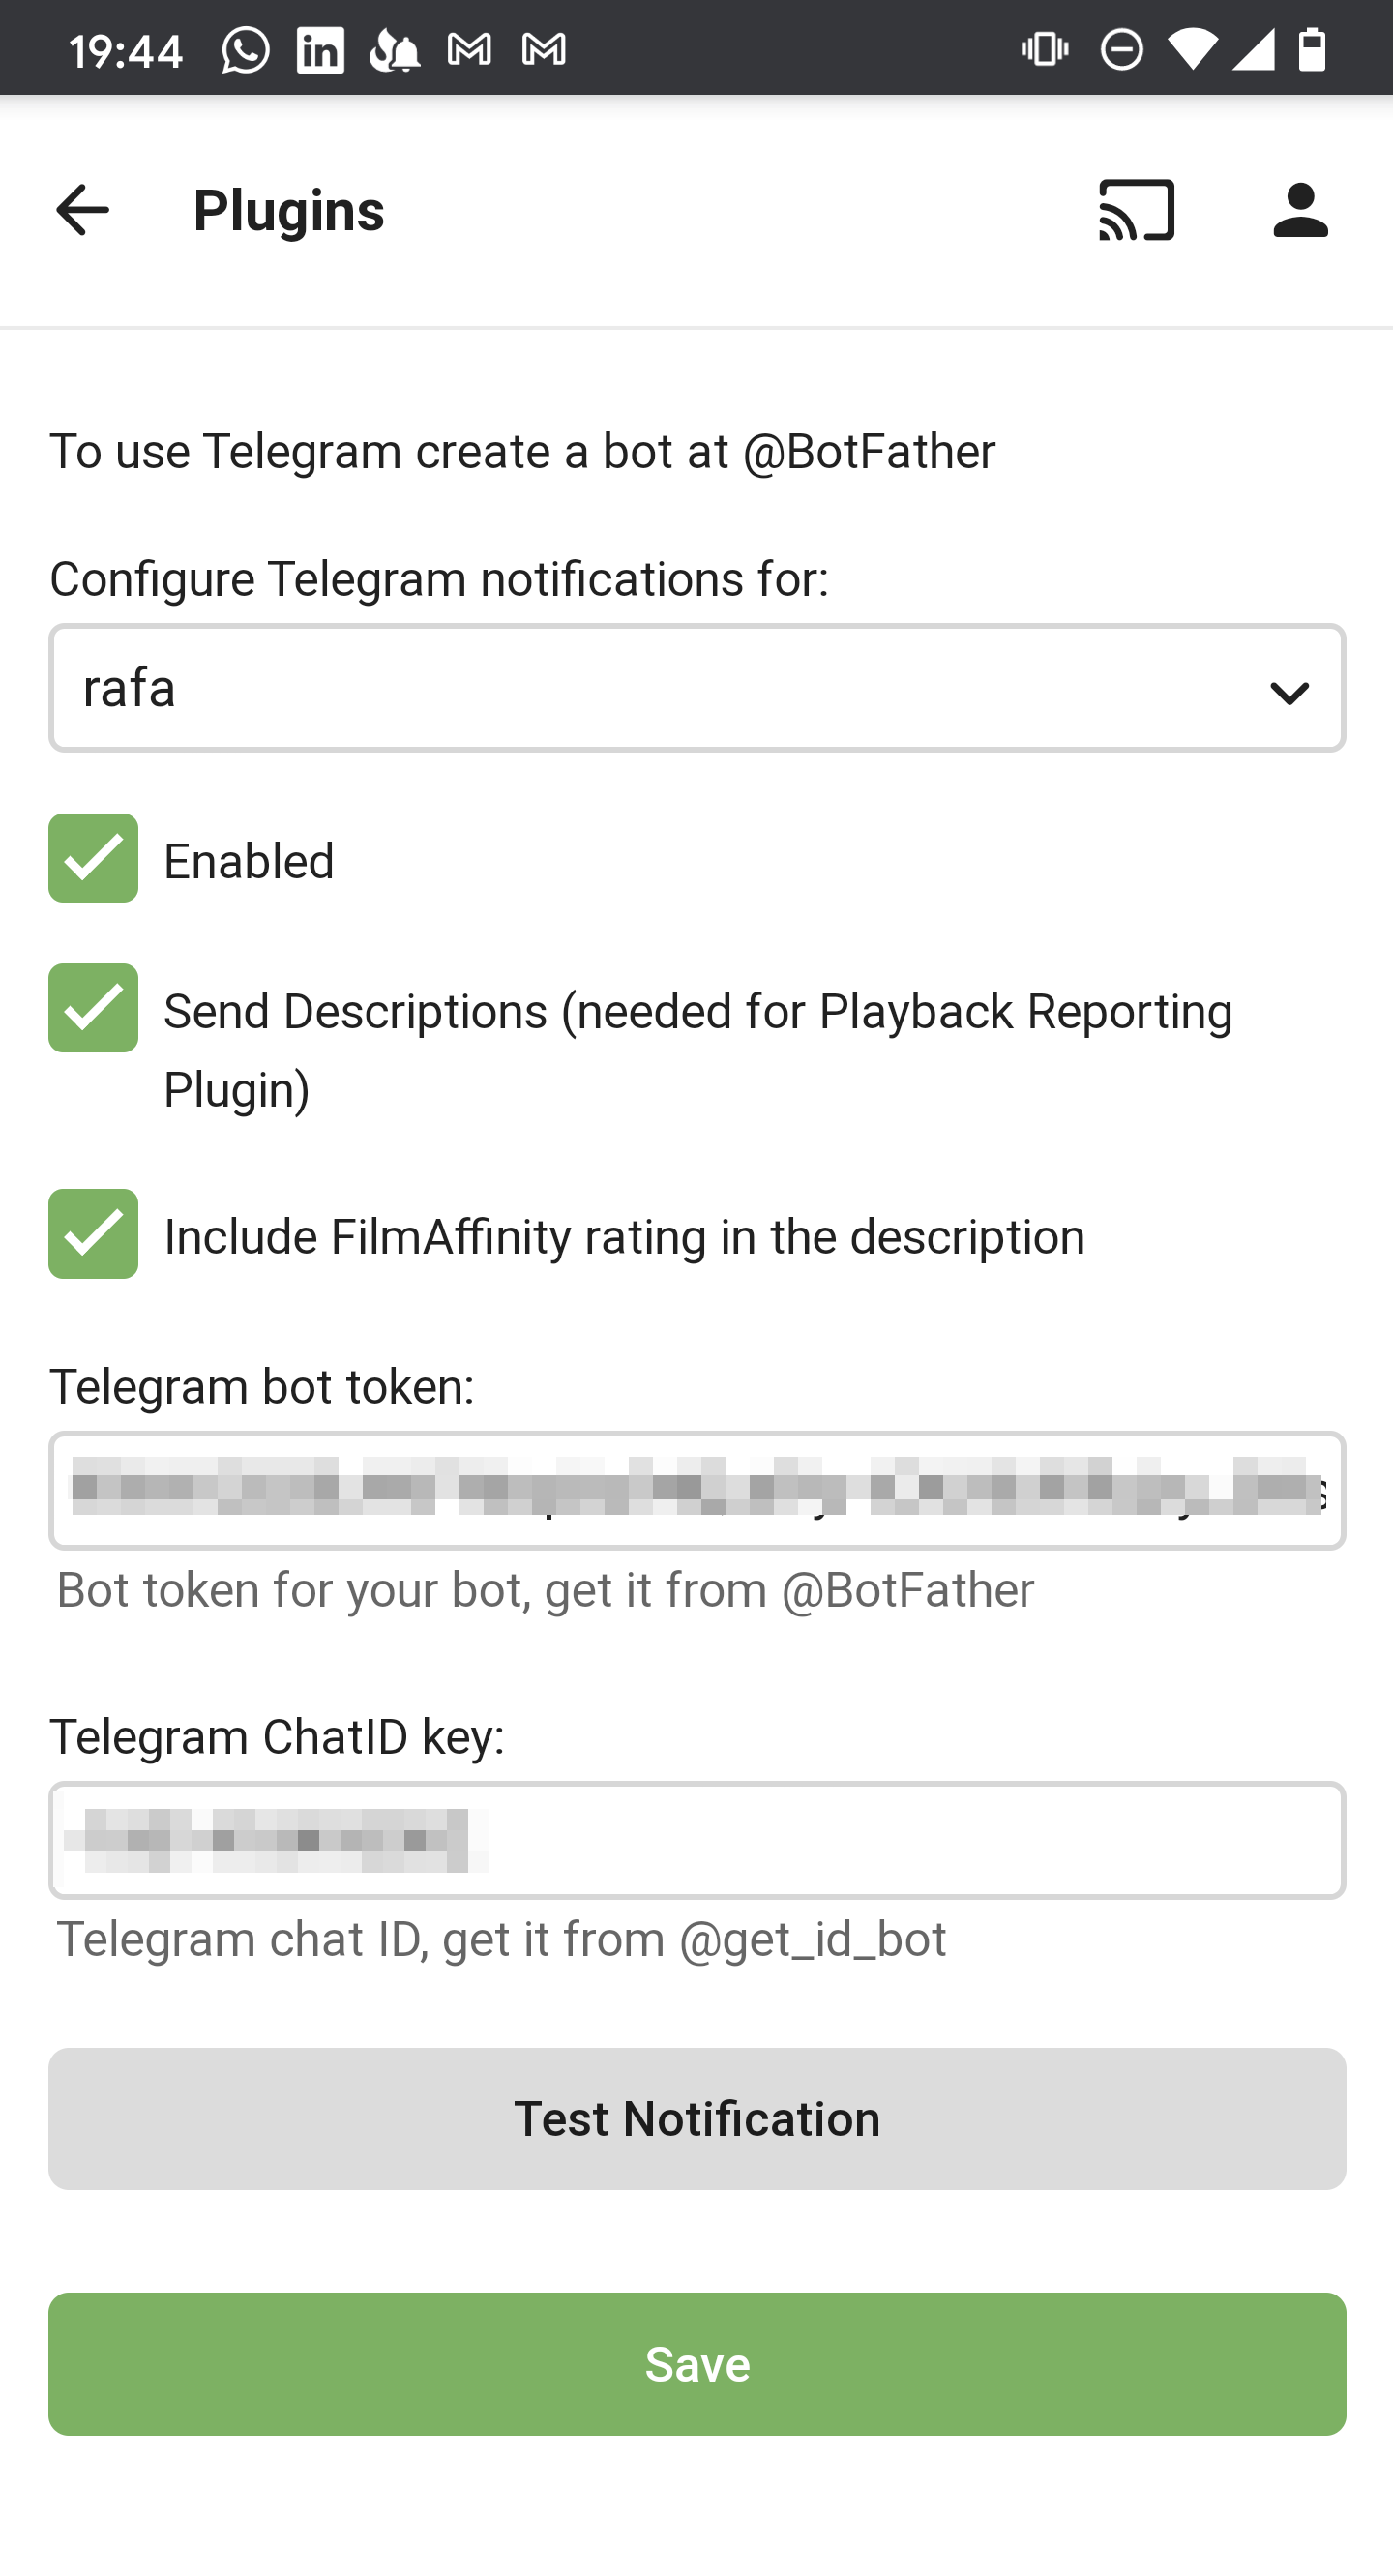 19:44
Plugins
To use Telegram create a bot at @BotFather
Configure Telegram notifications for:
rafa
Enabled
Send Descriptions (needed for Playback Reporting
Plugin)
Include FilmAffinity rating in the description
Telegram bot token:
Bot token for your bot, get it from @BotFather
Telegram ChatID key:
Telegram chat ID, get it from @get_id_bot
Test Notification
Save